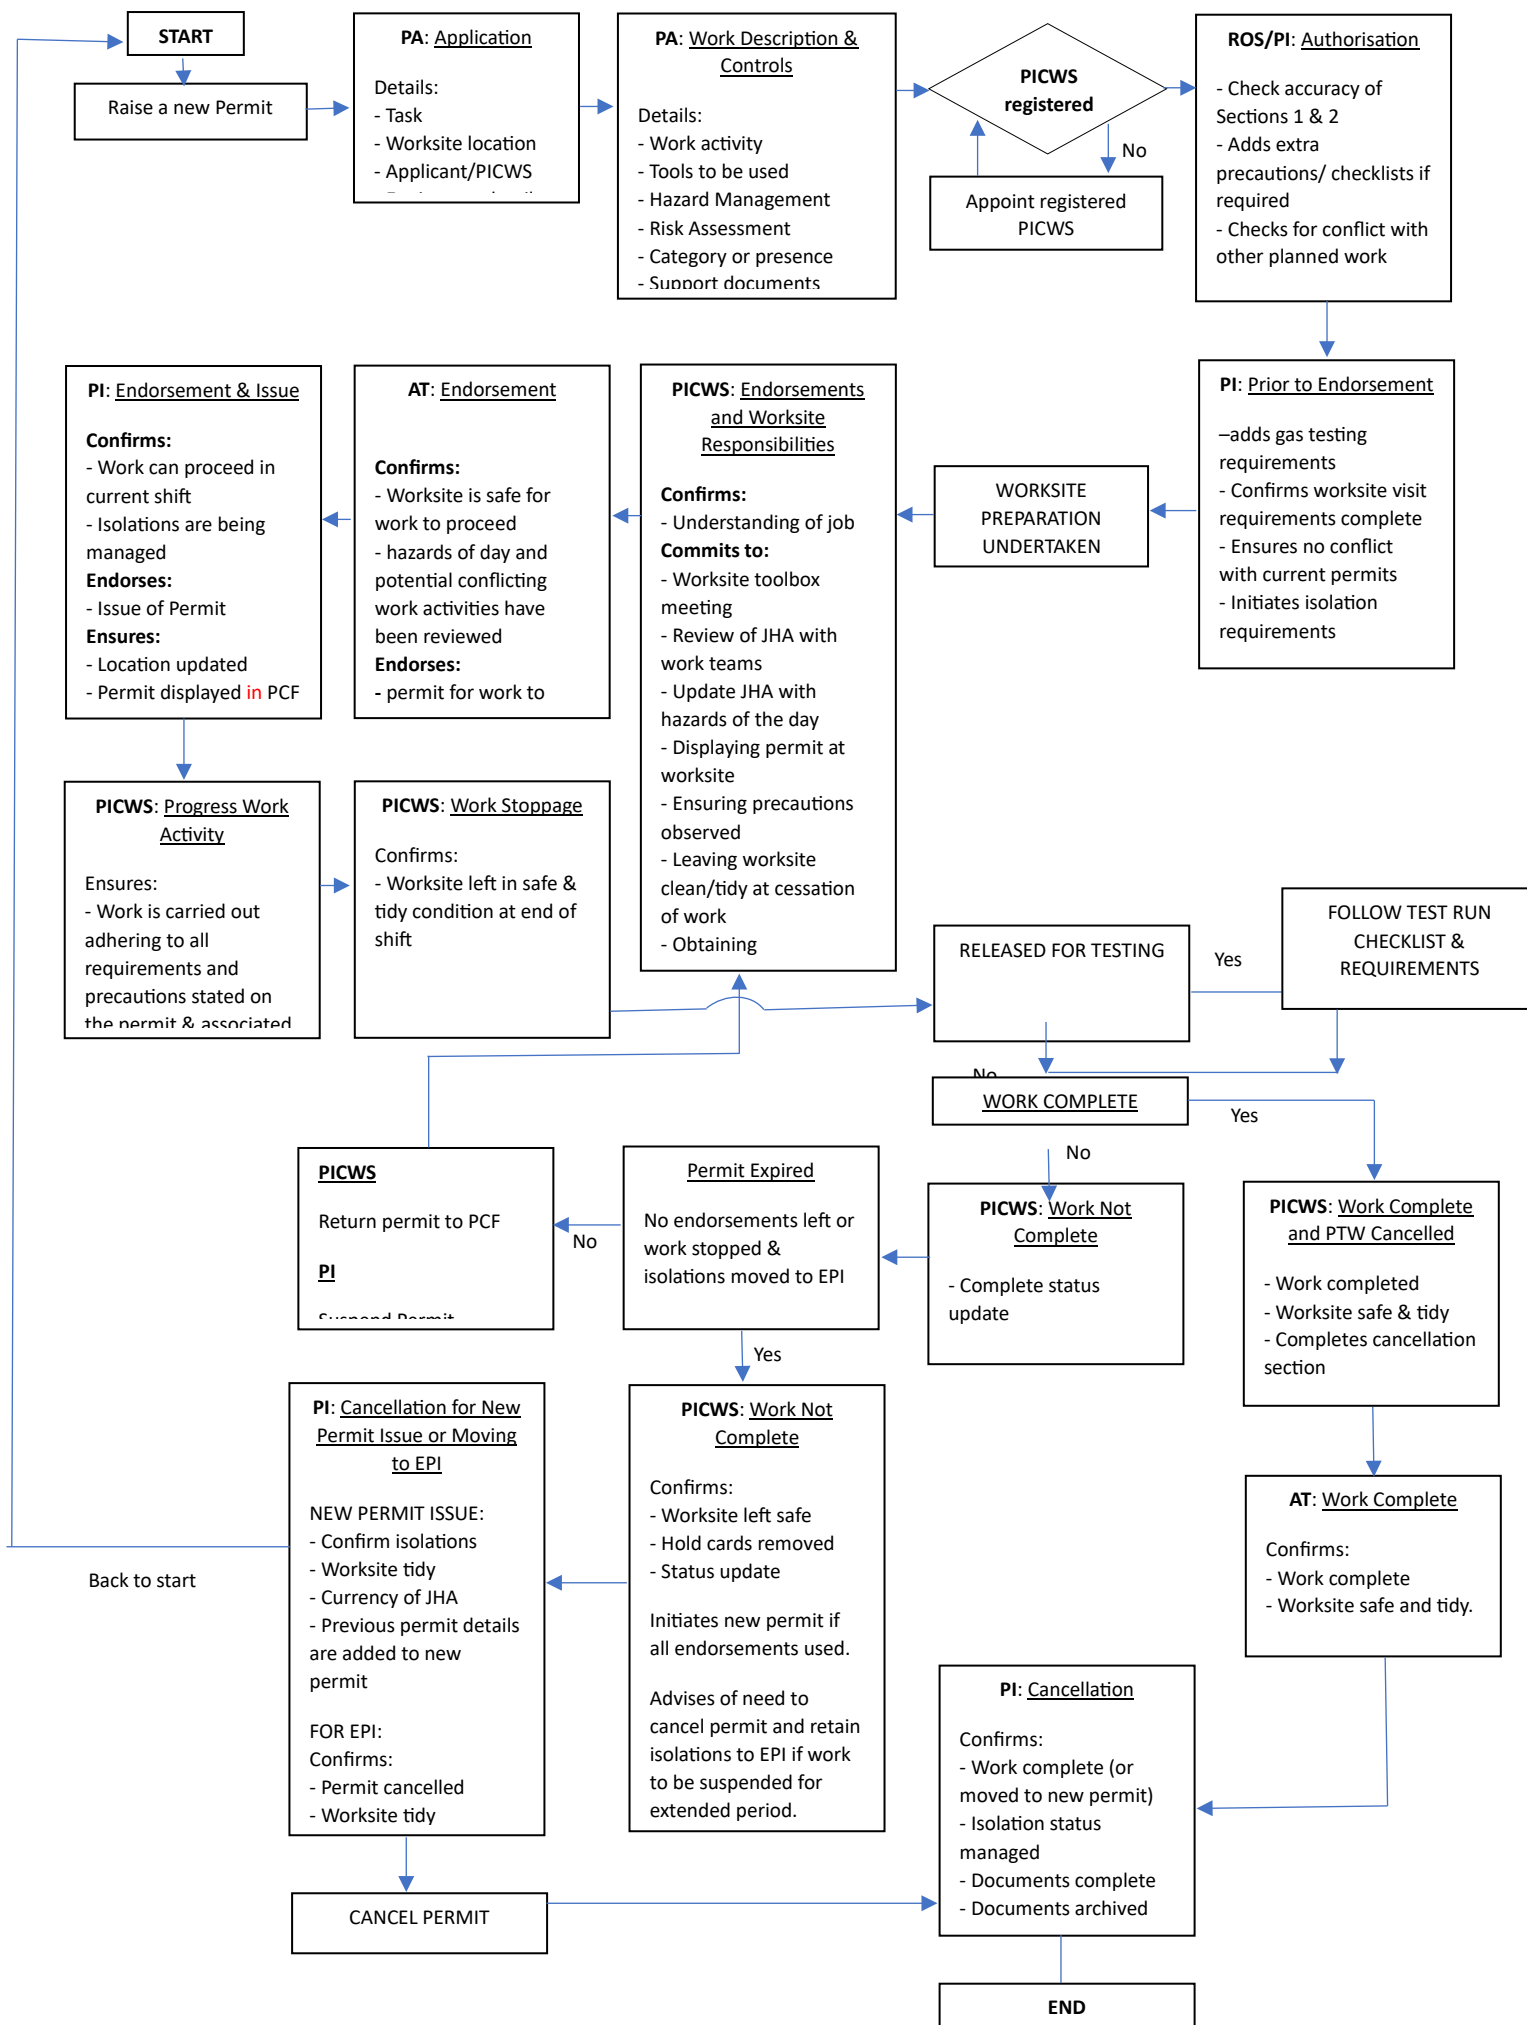 START
Raise a new Permit
PA: Application
Details:
- Task
- Worksite location
- Applicant/PICWS
PA: Work Description &
Controls
Details:
- Work activity
- Tools to be used
- Hazard Management
- Risk Assessment
- Category or presence
- Support documents
PICWS
registered
No
Appoint registered
PICWS
ROS/PI: Authorisation
- Check accuracy of
Sections 1 & 2
- Adds extra
precautions/ checklists if
required
- Checks for conflict with
other planned work
PI: Prior to Endorsement
–adds gas testing
requirements
- Confirms worksite visit
requirements complete
- Ensures no conflict
with current permits
- Initiates isolation
requirements
WORKSITE
PREPARATION
UNDERTAKEN
PICWS: Endorsements
and Worksite
Responsibilities
Confirms:
- Understanding of job
Commits to:
- Worksite toolbox
meeting
- Review of JHA with
work teams
- Update JHA with
hazards of the day
- Displaying permit at
worksite
- Ensuring precautions
observed
- Leaving worksite
clean/tidy at cessation
of work
- Obtaining
AT: Endorsement
Confirms:
- Worksite is safe for
work to proceed
- hazards of day and
potential conflicting
work activities have
been reviewed
Endorses:
- permit for work to
PI: Endorsement & Issue
Confirms:
- Work can proceed in
current shift
- Isolations are being
managed
Endorses:
- Issue of Permit
Ensures:
- Location updated
- Permit displayed in PCF
PICWS: Progress Work
Activity
Ensures:
- Work is carried out
adhering to all
requirements and
precautions stated on
the permit & associated
PICWS: Work Stoppage
Confirms:
- Worksite left in safe &
tidy condition at end of
shift
RELEASED FOR TESTING
Yes
FOLLOW TEST RUN
CHECKLIST &
REQUIREMENTS
No
WORK COMPLETE
Yes
No
PICWS: Work Not
Complete
- Complete status
update
Permit Expired
No endorsements left or
work stopped &
isolations moved to EPI
No
PICWS
Return permit to PCF
PI
Suspend Permit
Yes
PICWS: Work Not
Complete
Confirms:
- Worksite left safe
- Hold cards removed
- Status update
Initiates new permit if
all endorsements used.
Advises of need to
cancel permit and retain
isolations to EPI if work
to be suspended for
extended period.
PI: Cancellation for New
Permit Issue or Moving
to EPI
NEW PERMIT ISSUE:
- Confirm isolations
- Worksite tidy
- Currency of JHA
- Previous permit details
are added to new
permit
FOR EPI:
Confirms:
- Permit cancelled
- Worksite tidy
Back to start
CANCEL PERMIT
PICWS: Work Complete
and PTW Cancelled
- Work completed
- Worksite safe & tidy
- Completes cancellation
section
AT: Work Complete
Confirms:
- Work complete
- Worksite safe and tidy.
PI: Cancellation
Confirms:
- Work complete (or
moved to new permit)
- Isolation status
managed
- Documents complete
- Documents archived
END